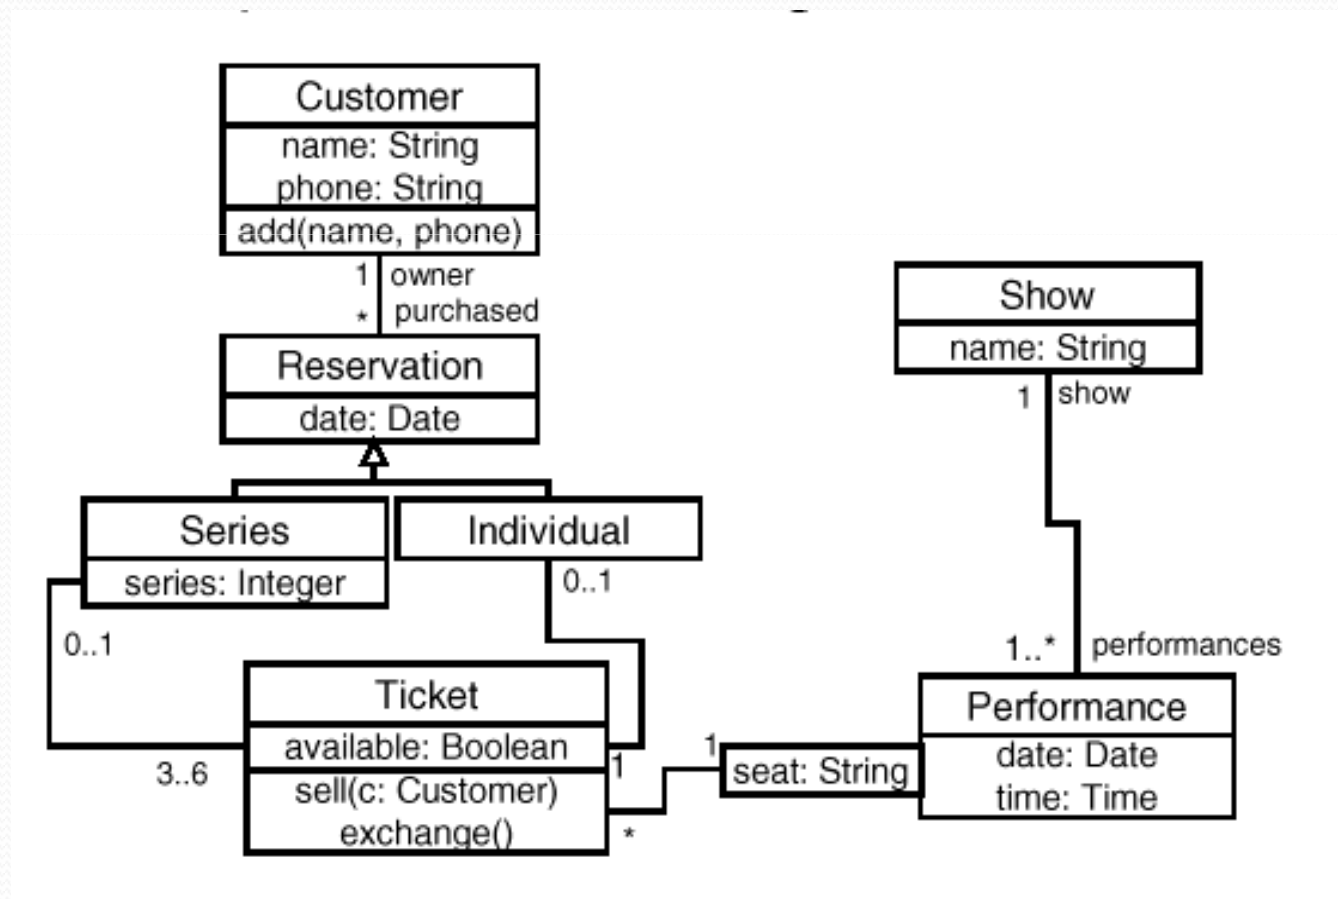 Customer
name: String
phone: String
add(name, phone)
1 owner
* purchased
Reservation
date: Date
Series
series: Integer
Individual
0..1
0..1
3..6
Ticket
available: Boolean
sell(c: Customer)
exchange()
1
*
1
seat: String
Show
name: String
1 show
1..* performances
Performance
date: Date
time: Time